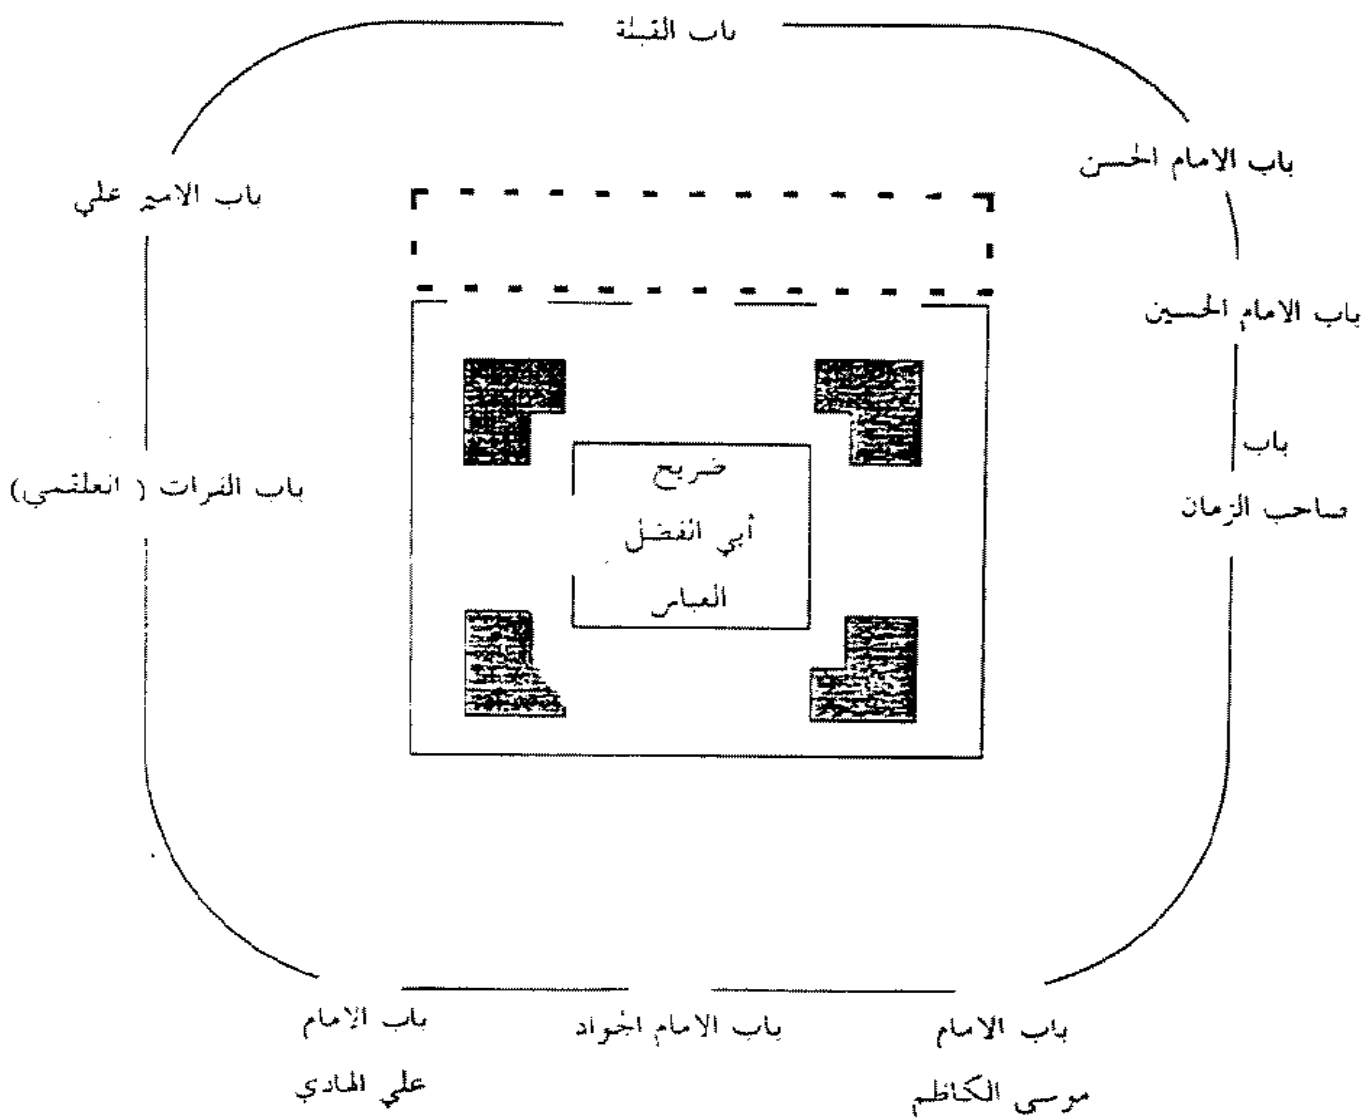 باب القبلة
باب الامام الحسن
باب الامير علي
باب الامام الحسين
باب
صاحب الزمان
باب الفرات (العلقمي)
ضريح
أبي الفضل
العباس
باب الامام
موسى الكاظم
باب الامام الجواد
باب الامام
علي الهادي